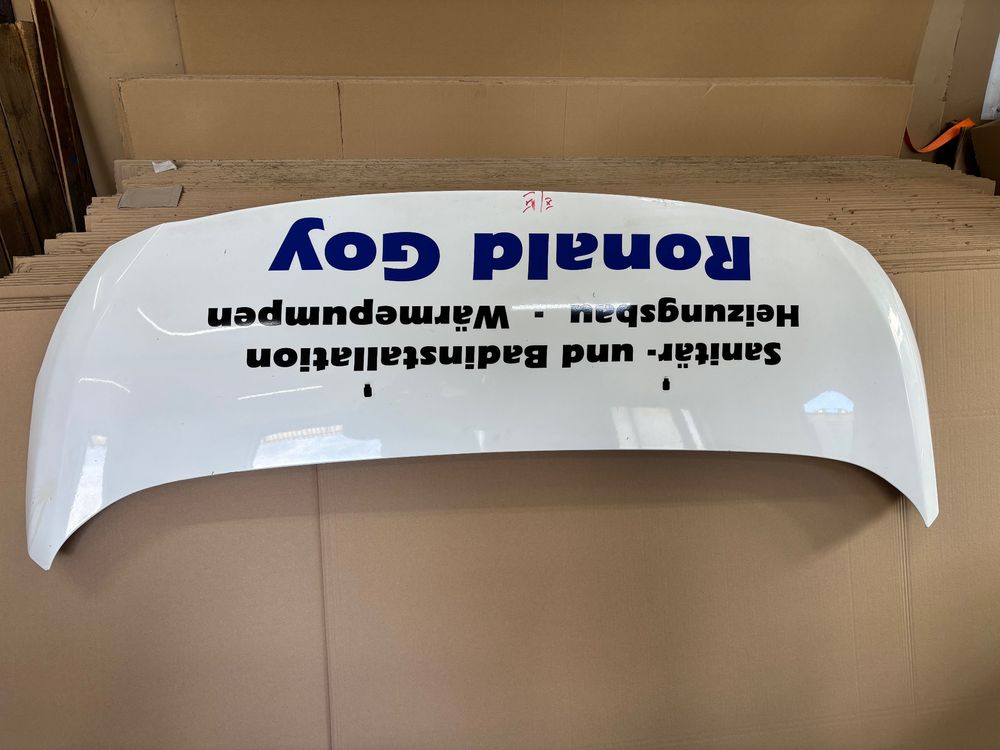 Sanitär- und Badinstallation
Heizungsbau - Wärmepumpen
Ronald Goy